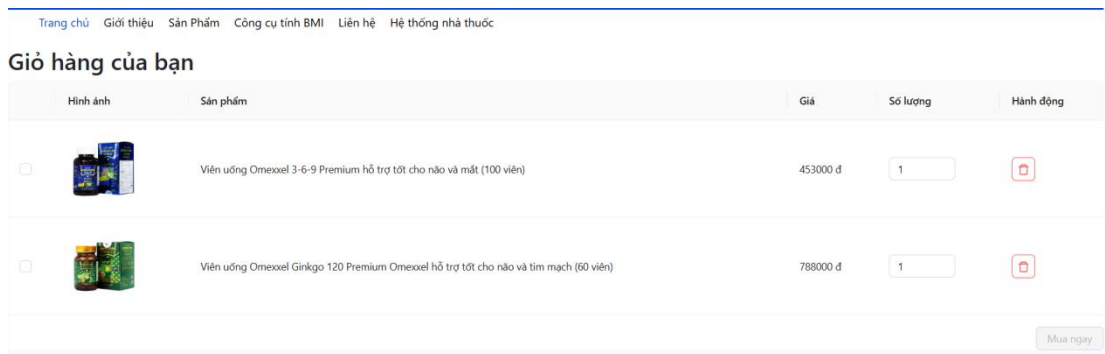 Trang chủ Giới thiệu Sản Phẩm Công cụ tính BMI Liên hệ Hệ thống nhà thuốc
Giỏ hàng của bạn
Hình ảnh Sản phẩm Giá Số lượng Hành động
Viên uống Omexxel 3-6-9 Premium hỗ trợ tốt cho não và mắt (100 viên) 453000 đ 1
Viên uống Omexxel Ginkgo 120 Premium Omexxel hỗ trợ tốt cho não và tim mạch (60 viên) 788000 đ 1
Mua ngay